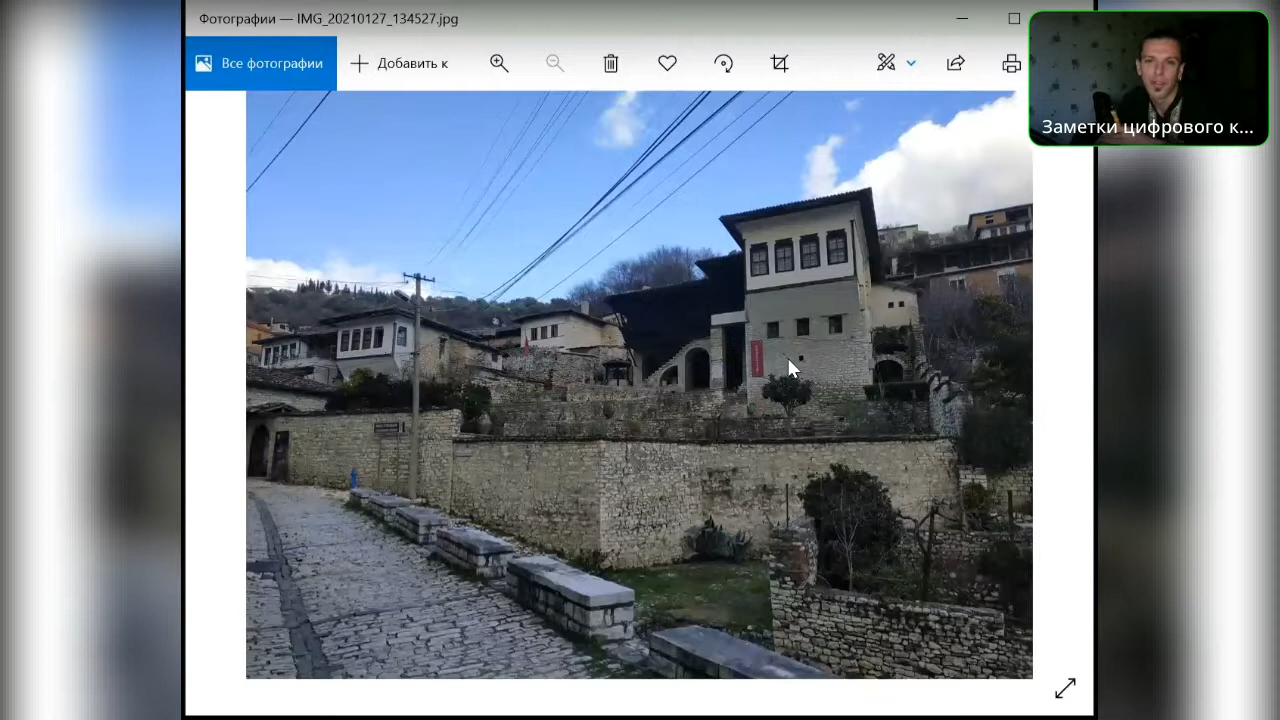 Фотографии — IMG_20210127_134527.jpg
Все фотографии
Добавить к
Заметки цифрового к...